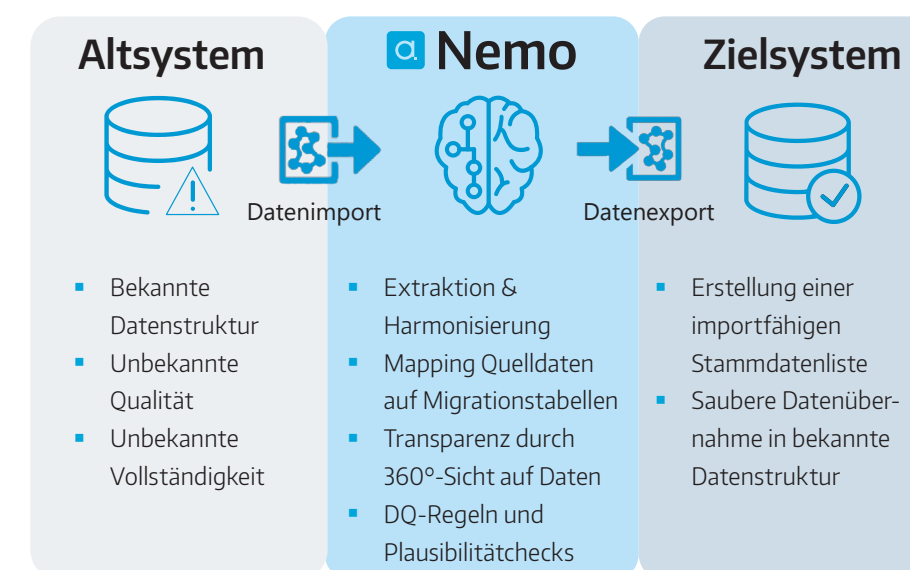 Altsystem
Datenimport
Bekannte
Datenstruktur
Unbekannte
Qualität
Unbekannte
Vollständigkeit
Nemo
Datenexport
Extraktion &
Harmonisierung
Mapping Quelldaten
auf Migrationstabellen
Transparenz durch
360°-Sicht auf Daten
DQ-Regeln und
Plausibilitätchecks
Zielsystem
Erstellung einer
importfähigen
Stammdatenliste
Saubere Datenüber-
nahme in bekannte
Datenstruktur